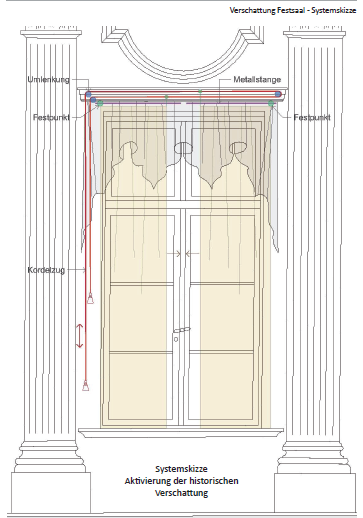 Verschattung Festsaal - Systemskizze
Umlenkung
Metallstange
Festpunkt
Festpunkt
Kordelzug
Systemskizze
Aktivierung der historischen
Verschattung